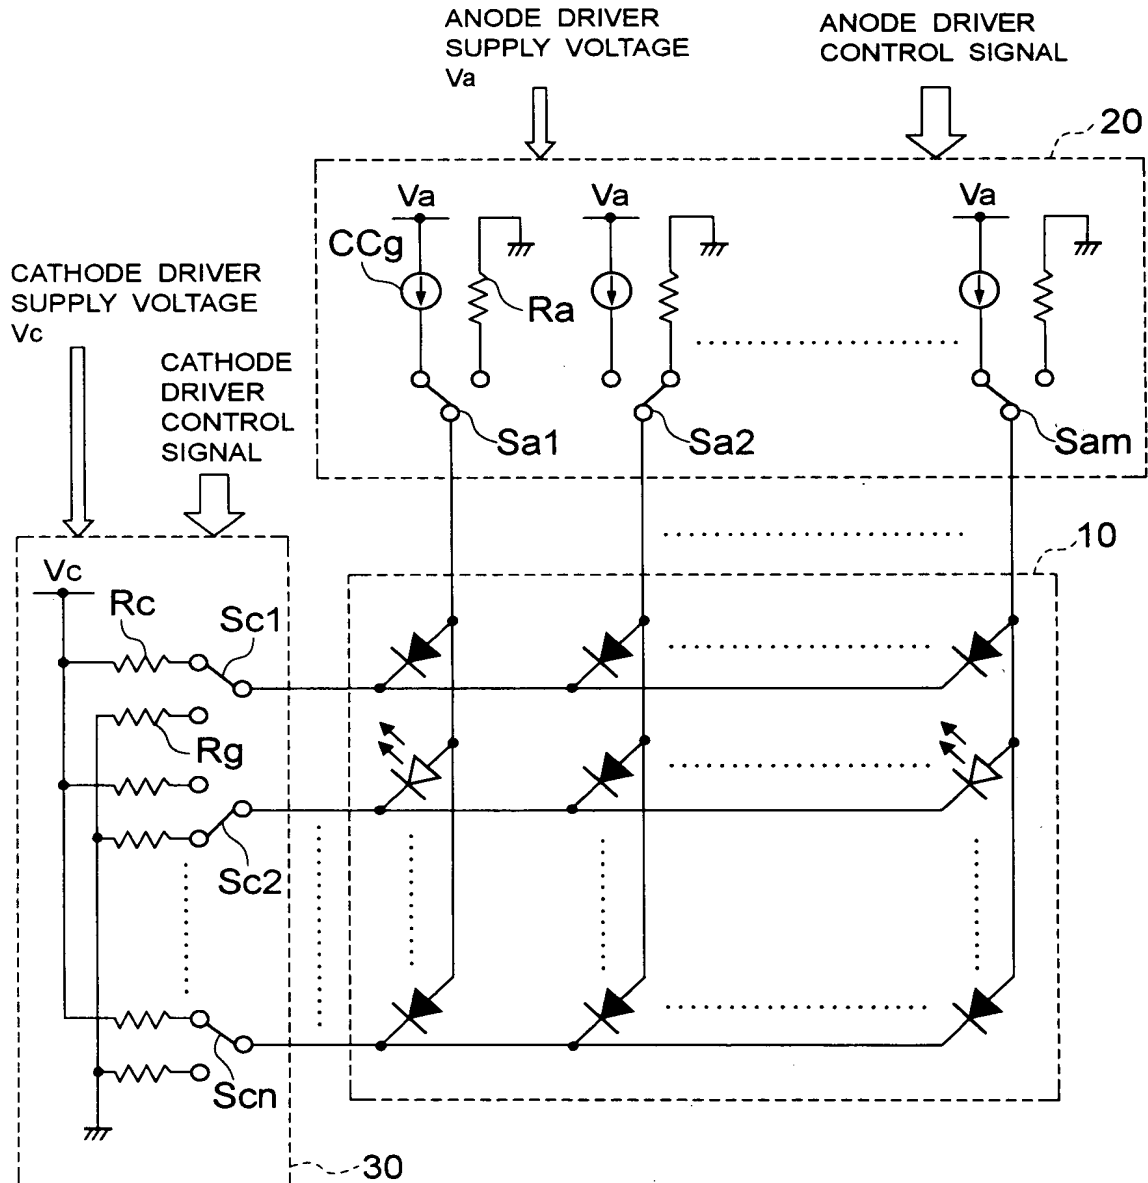 ANODE DRIVER
SUPPLY VOLTAGE
Va
ANODE DRIVER
CONTROL SIGNAL
20
Va
Va
Va
CCg
Ra
CATHODE DRIVER
SUPPLY VOLTAGE
Vc
CATHODE
DRIVER
CONTROL
SIGNAL
Sa1
Sa2
Sam
10
Vc
Rc
Sc1
Rg
Sc2
Scn
30